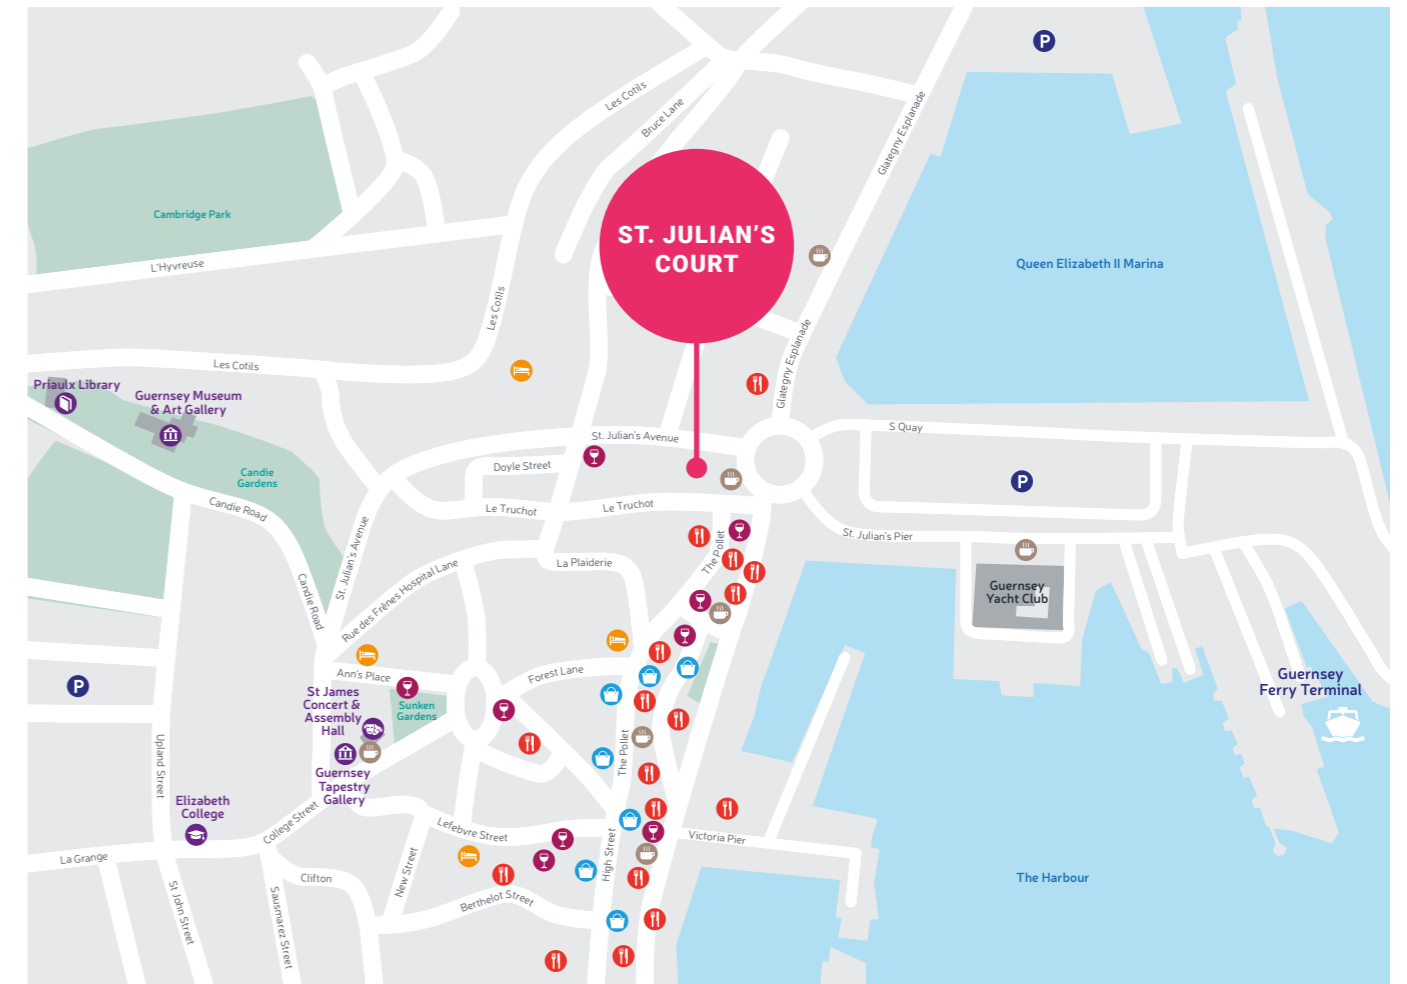 P
Les Cotils
Bruce Lane
Glategny Esplanade
Cambridge Park
ST. JULIAN'S
COURT
L'Hyvreuse
Queen Elizabeth II Marina
Les Cotils
Glategny Esplanade
Les Cotils
Priaulx Library
Guernsey Museum
& Art Gallery
S Quay
St. Julian's Avenue
Doyle Street
Candie
Gardens
P
Candie Road
Le Truchot
Le Truchot
St. Julian's Avenue
St. Julian's Pier
The Pollet
La Plaiderie
Rue des Frênes Hospital Lane
Candie Road
Guernsey
Yacht Club
Ann's Place
Forest Lane
P
Guernsey
Ferry Terminal
St James
Concert &
Assembly
Hall
Sunken
Gardens
The Pollet
Upland Street
Guernsey
Tapestry
Gallery
Elizabeth
College
College Street
Lefebvre Street
Victoria Pier
High Street
La Grange
Clifton
New Street
The Harbour
Berthelot Street
St John Street
Sausmarez Street